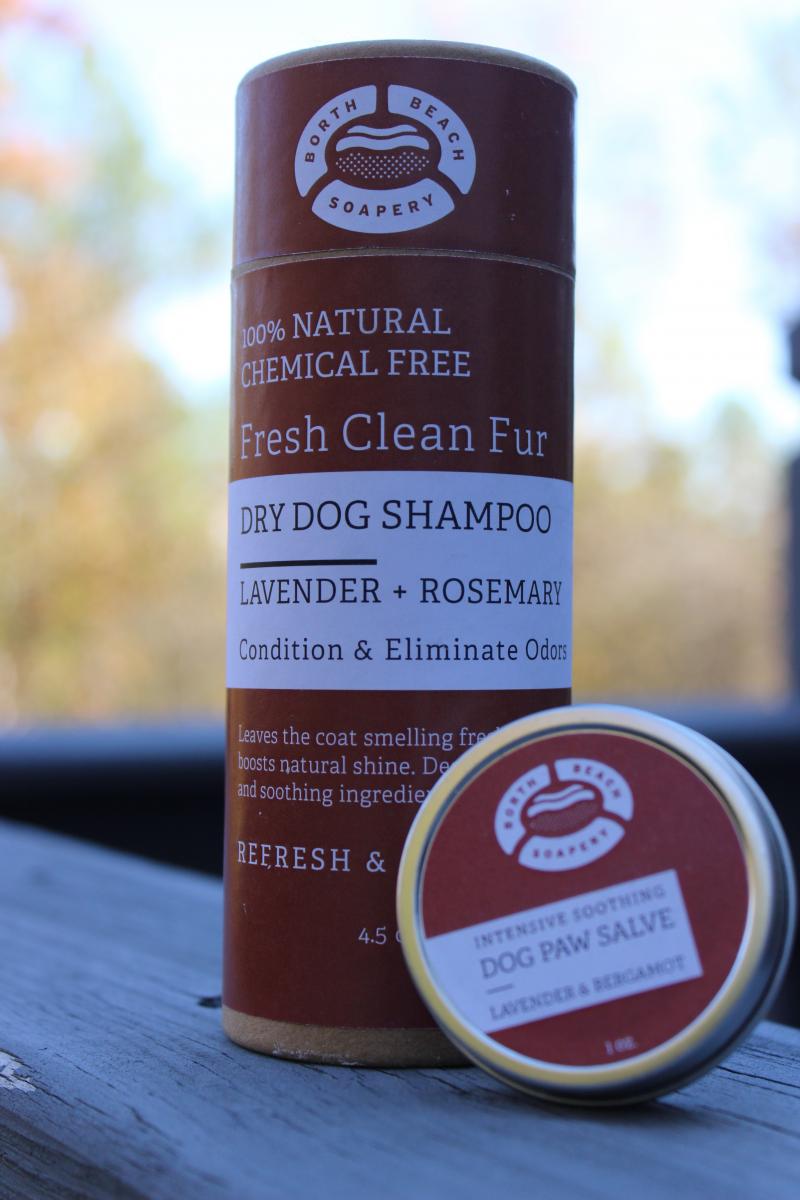 BORTH BEACH
SOAPERY
100% NATURAL
CHEMICAL FREE
Fresh Clean Fur
DRY DOG SHAMPOO
LAVENDER + ROSEMARY
Condition & Eliminate Odors
Leaves the coat smelling
boosts natural shine.
and soothing
REFRESH &
4.5
BORTH BEACH
SOAPERY
INTENSIVE SOOTHING
DOG PAW SALVE
LAVENDER & BERGAMOT
1 oz.